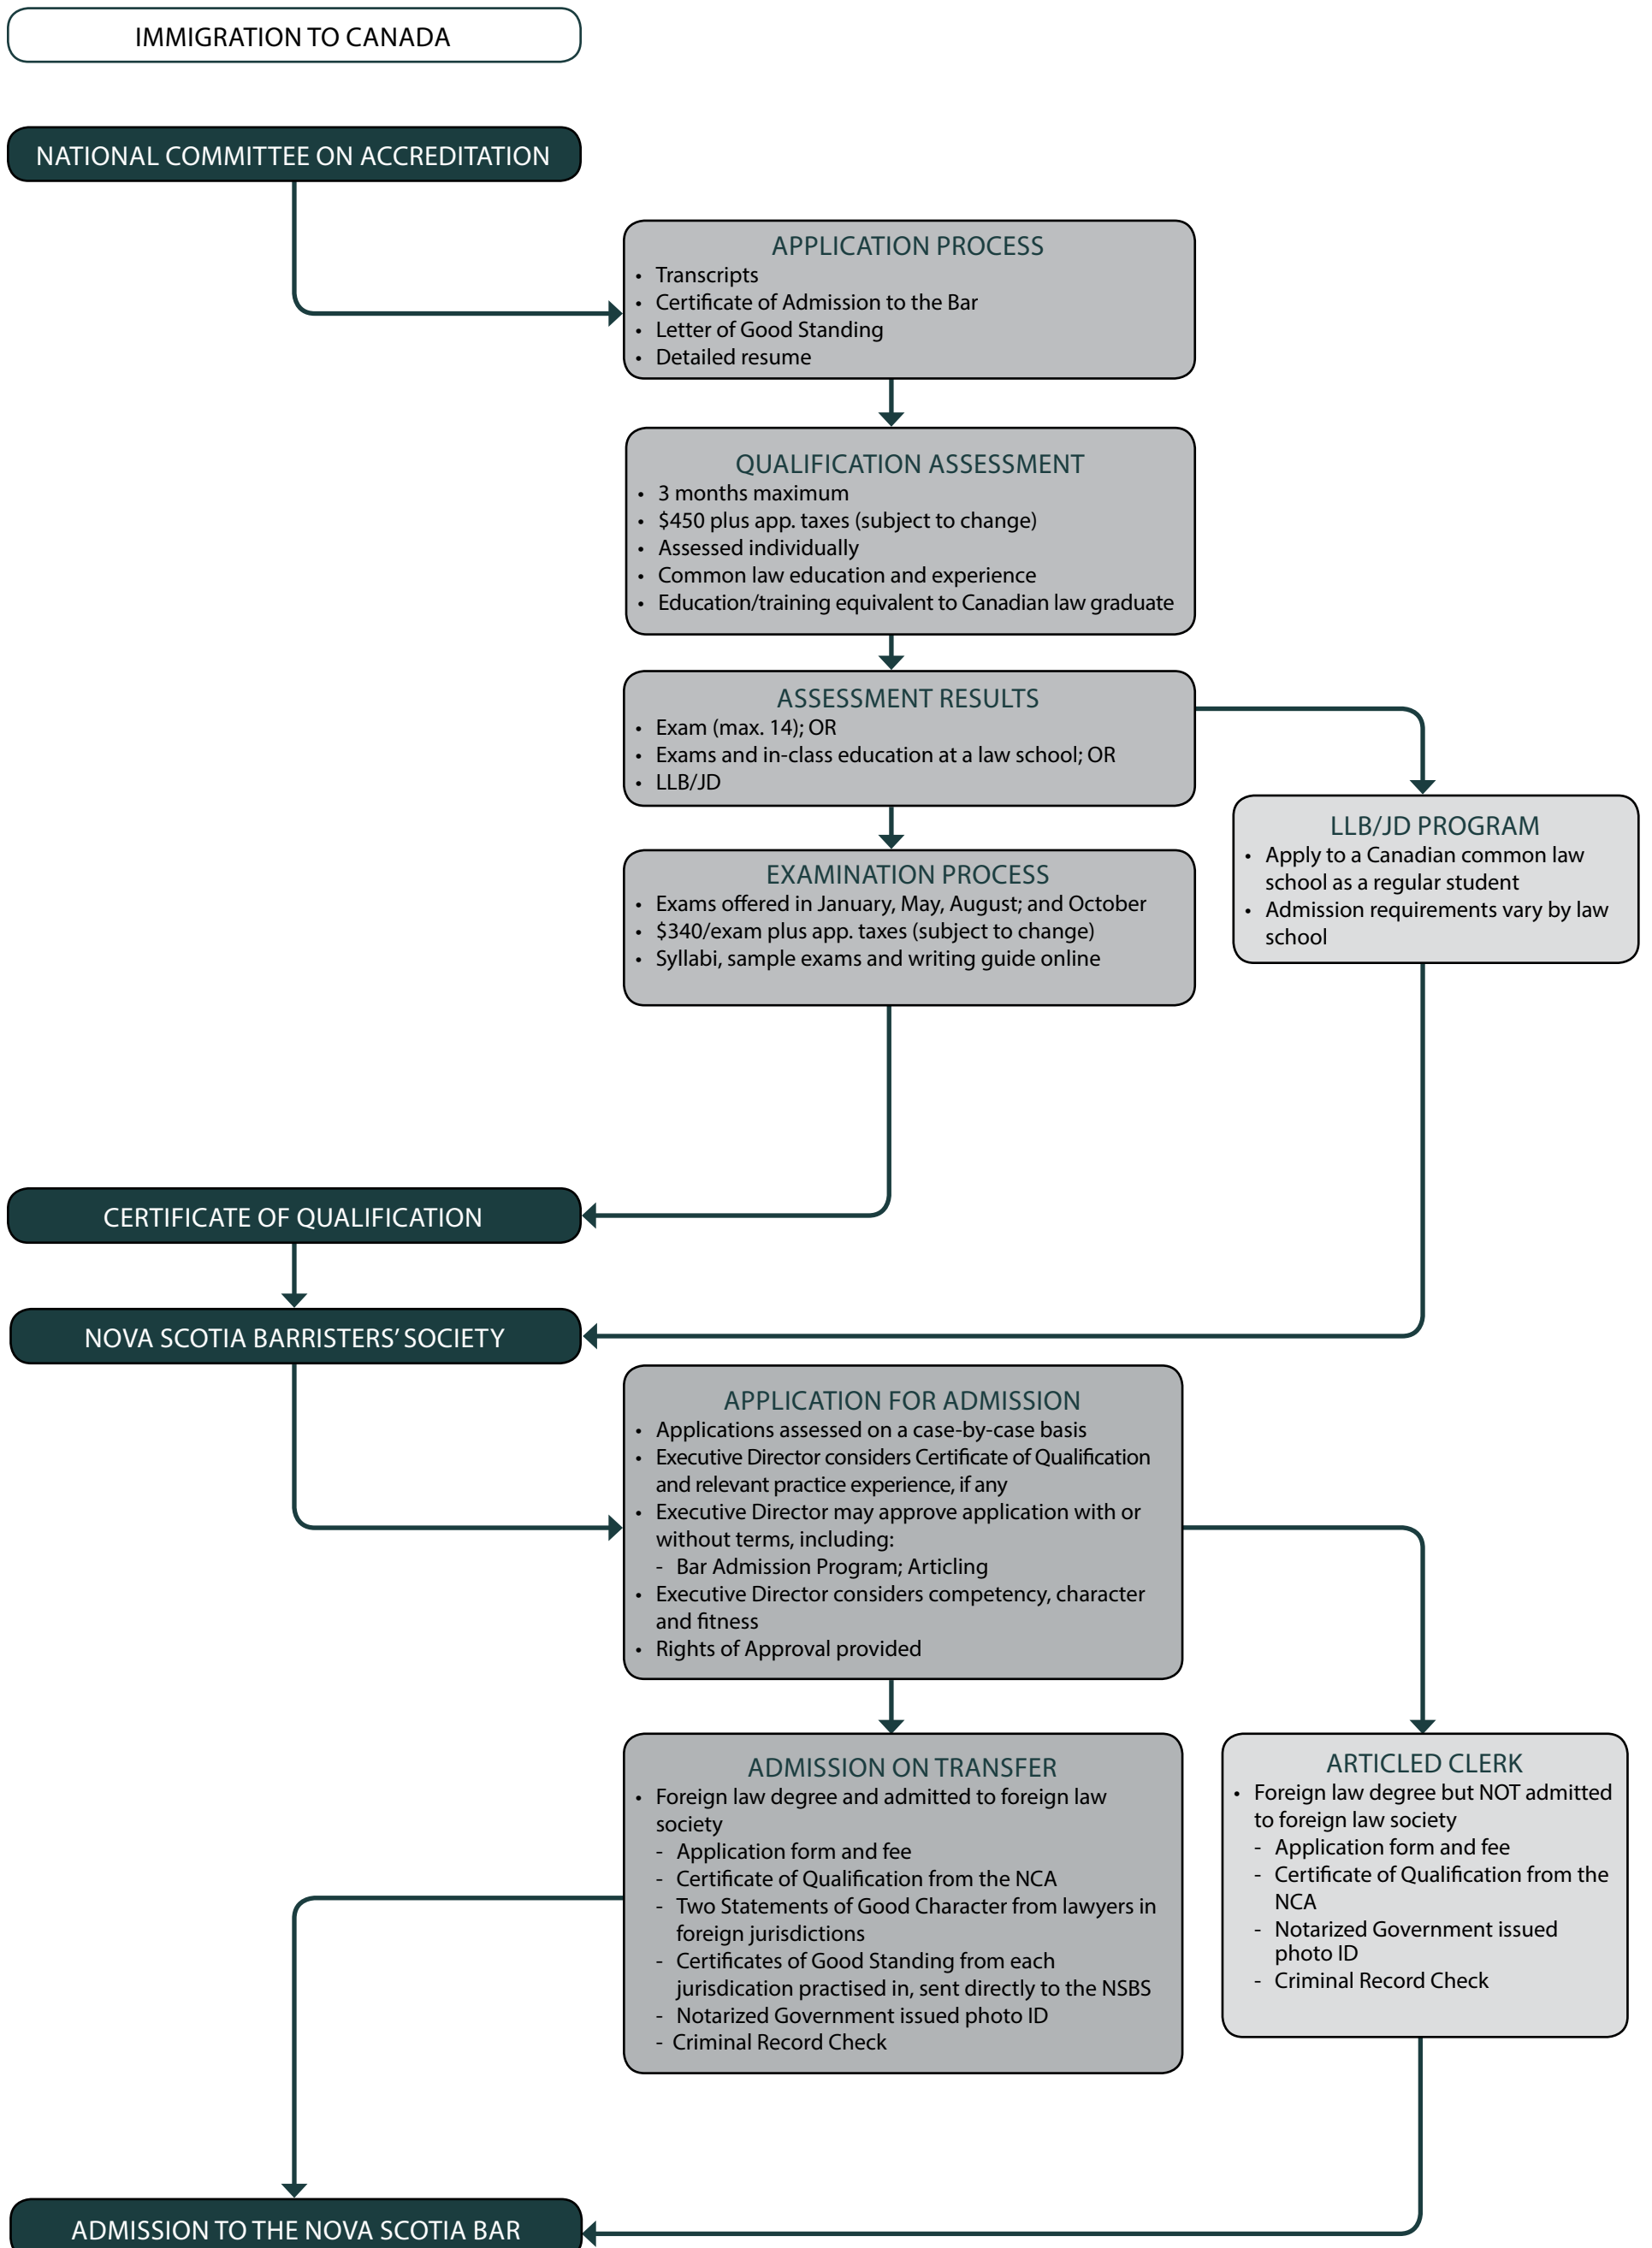 IMMIGRATION TO CANADA
NATIONAL COMMITTEE ON ACCREDITATION
APPLICATION PROCESS
• Transcripts
• Certificate of Admission to the Bar
• Letter of Good Standing
• Detailed resume
QUALIFICATION ASSESSMENT
• 3 months maximum
• $450 plus app. taxes (subject to change)
• Assessed individually
• Common law education and experience
• Education/training equivalent to Canadian law graduate
ASSESSMENT RESULTS
• Exam (max. 14); OR
• Exams and in-class education at a law school; OR
• LLB/JD
LLB/JD PROGRAM
• Apply to a Canadian common law
school as a regular student
• Admission requirements vary by law
school
EXAMINATION PROCESS
• Exams offered in January, May, August; and October
• $340/exam plus app. taxes (subject to change)
• Syllabi, sample exams and writing guide online
CERTIFICATE OF QUALIFICATION
NOVA SCOTIA BARRISTERS’ SOCIETY
APPLICATION FOR ADMISSION
• Applications assessed on a case-by-case basis
• Executive Director considers Certificate of Qualification
and relevant practice experience, if any
• Executive Director may approve application with or
without terms, including:
- Bar Admission Program; Articling
• Executive Director considers competency, character
and fitness
• Rights of Approval provided
ADMISSION ON TRANSFER
• Foreign law degree and admitted to foreign law
society
- Application form and fee
- Certificate of Qualification from the NCA
- Two Statements of Good Character from lawyers in
foreign jurisdictions
- Certificates of Good Standing from each
jurisdication practised in, sent directly to the NSBS
- Notarized Government issued photo ID
- Criminal Record Check
ARTICLED CLERK
• Foreign law degree but NOT admitted
to foreign law society
- Application form and fee
- Certificate of Qualification from the
NCA
- Notarized Government issued
photo ID
- Criminal Record Check
ADMISSION TO THE NOVA SCOTIA BAR